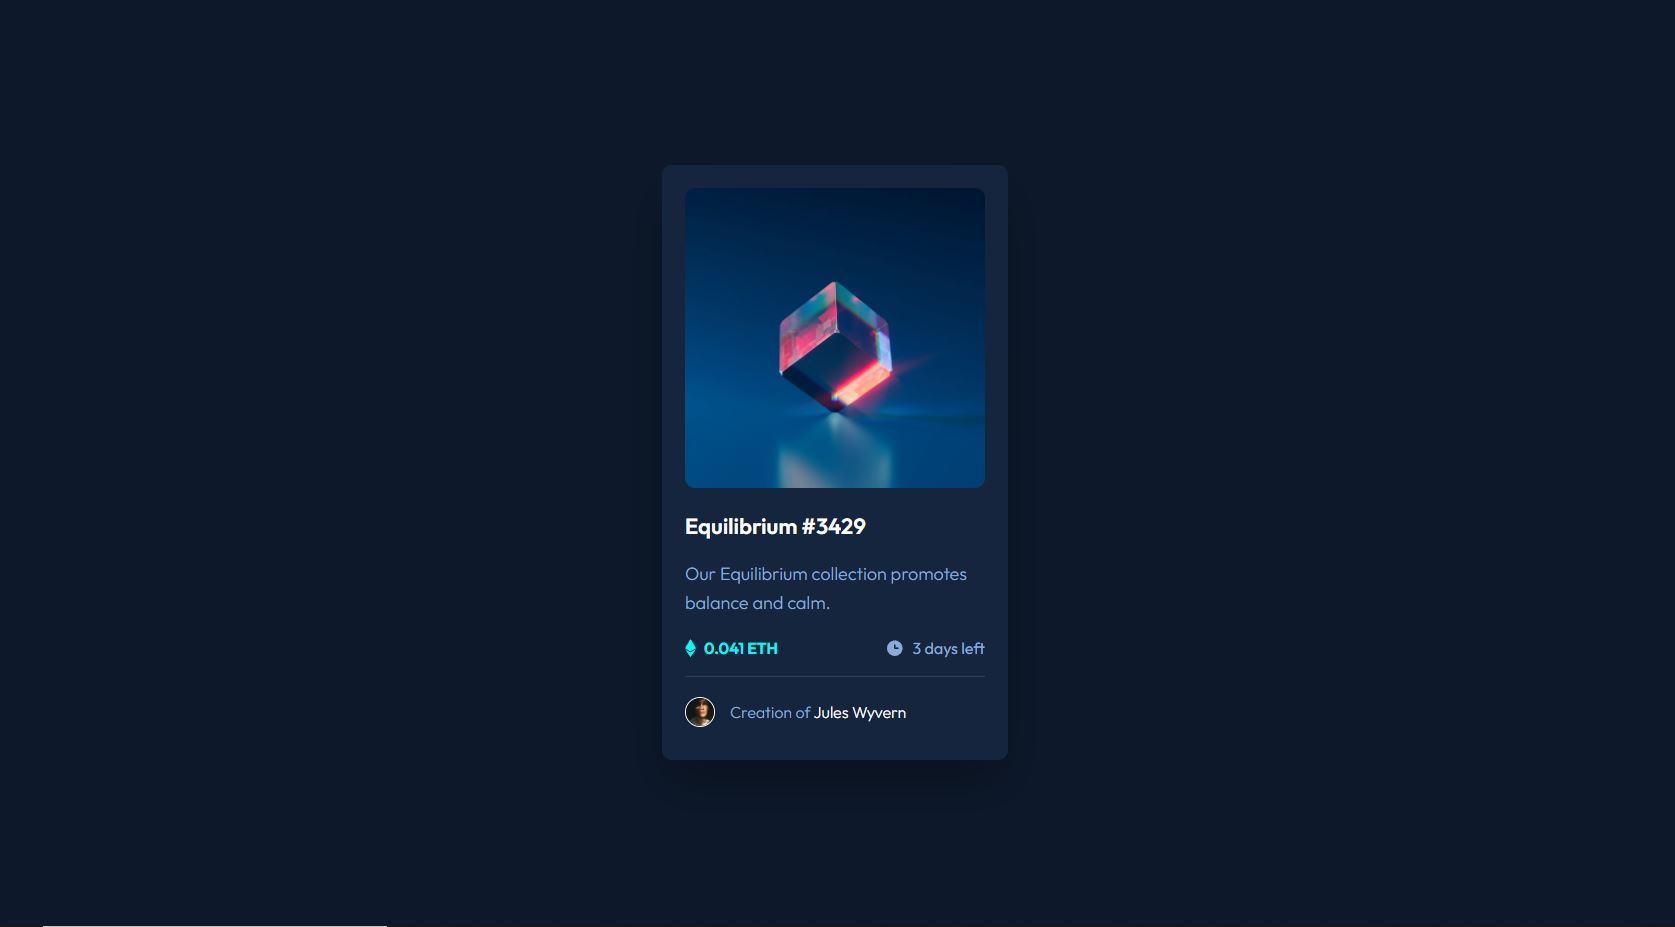 Equilibrium #3429
Our Equilibrium collection promotes
balance and calm.
0.041 ETH
3 days left
Creation of Jules Wyvern